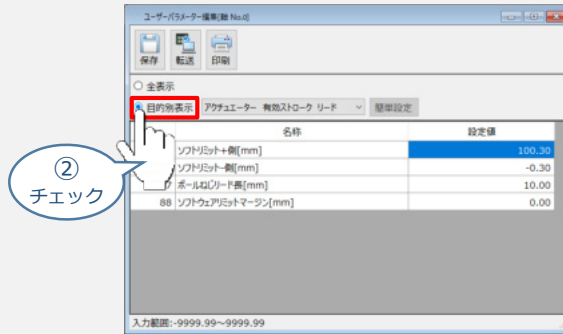 ユーザーパラメーター編集[軸 No.0]
保存 転送 印刷
全表示
目的別表示 アクチュエーター 有効ストローク リード 簡単設定
名称 設定値
ソフトリミット+側[mm] 100.30
ソフトリミット-側[mm] -0.30
7 ボールねじリード長[mm] 10.00
88 ソフトウェアリミットマージン[mm] 0.00
②
チェック
入力範囲:-9999.99~9999.99